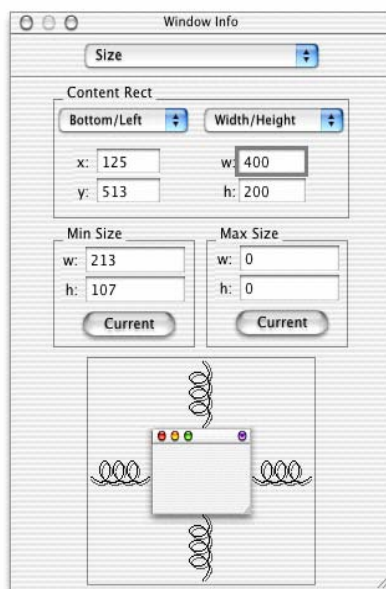 Window Info
Size
Content Rect
Bottom/Left Width/Height
x: 125 w: 400
y: 513 h: 200
Min Size Max Size
w: 213 w: 0
h: 107 h: 0
Current Current